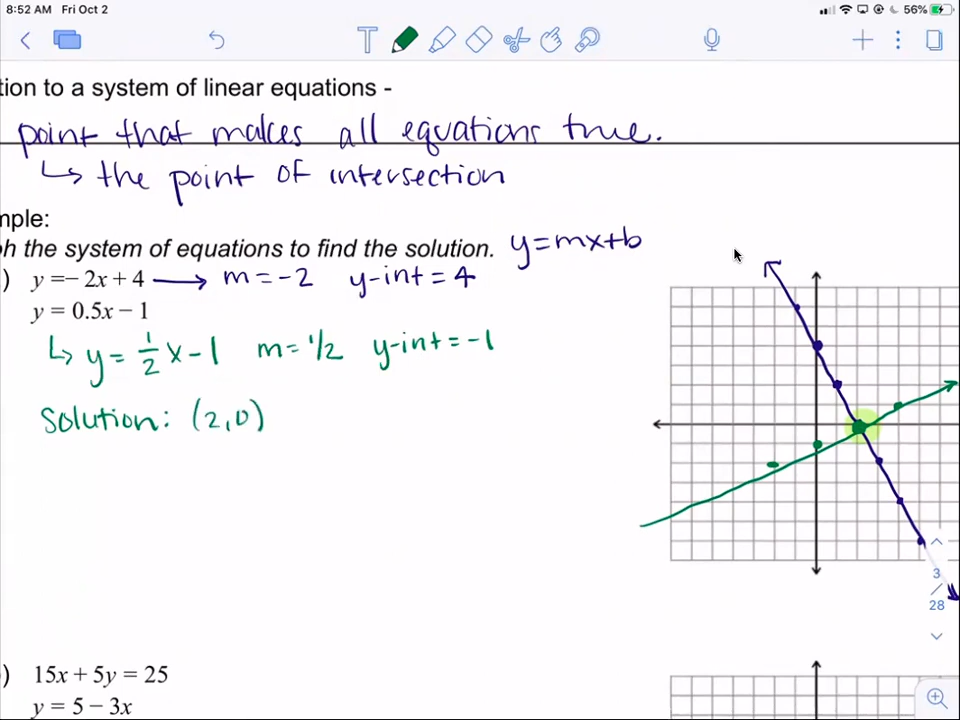 8:52 AM Fri Oct 2
56%
tion to a system of linear equations -
point that makes all equations true.
↳ the point of intersection
mple:
ph the system of equations to find the solution. y=mx+b
) y = − 2x + 4 → m = -2 y-int = 4
y = 0.5x − 1
↳ y = 1/2 x - 1 m = 1/2 y-int = -1
Solution: (2,0)
3
/
28
) 15x + 5y = 25
y = 5 − 3x